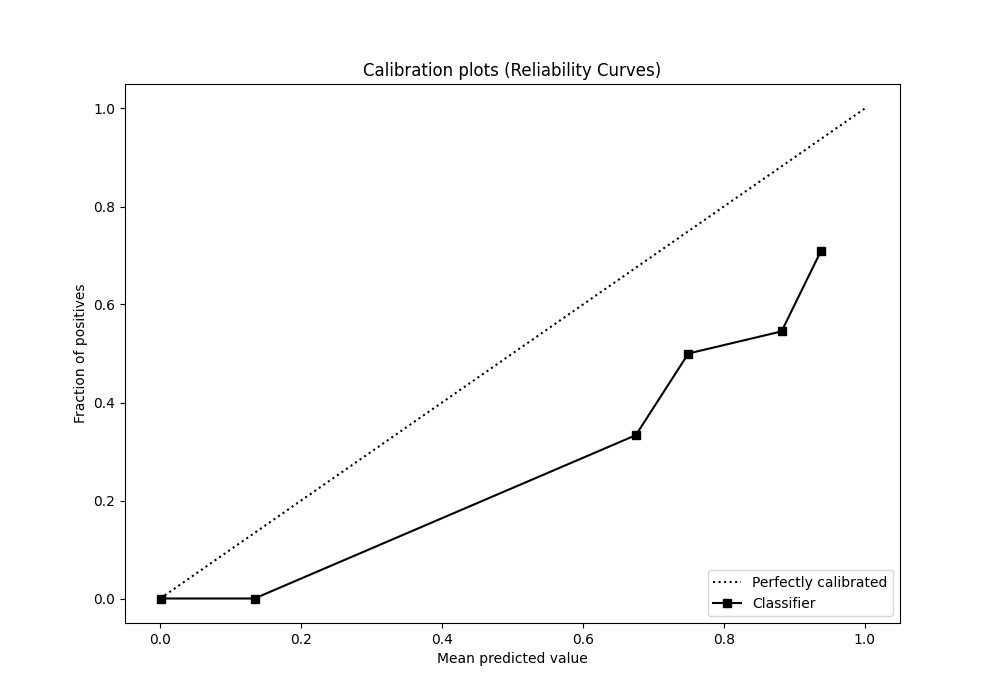 Calibration plots (Reliability Curves)
1.0
0.8
0.6
0.4
0.2
0.0
Fraction of positives
0.0 0.2 0.4 0.6 0.8 1.0
Mean predicted value
Perfectly calibrated
Classifier